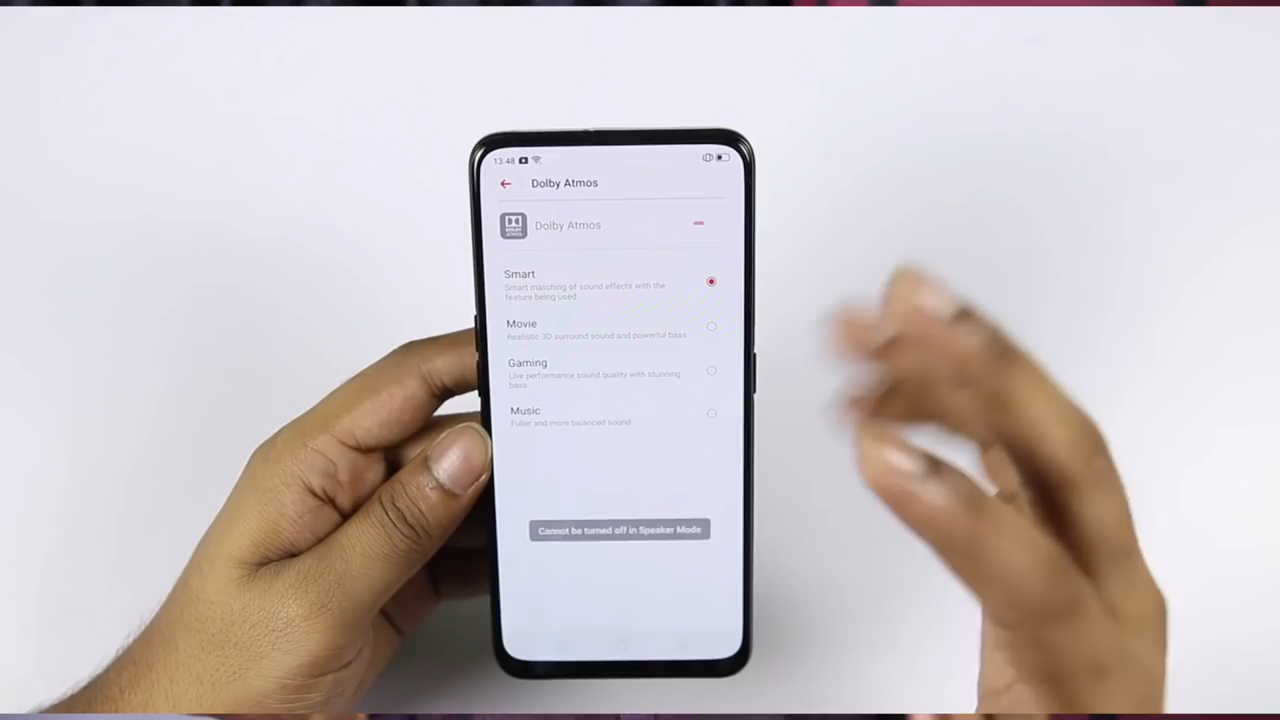 13:48
Dolby Atmos
DOLBY
ATMOS
Dolby Atmos
Smart
Smart matching of sound effects with the
feature being used
Movie
Realistic 3D surround sound and powerful bass
Gaming
Live performance sound quality with stunning
bass
Music
Fuller and more balanced sound
Cannot be turned off in Speaker Mode